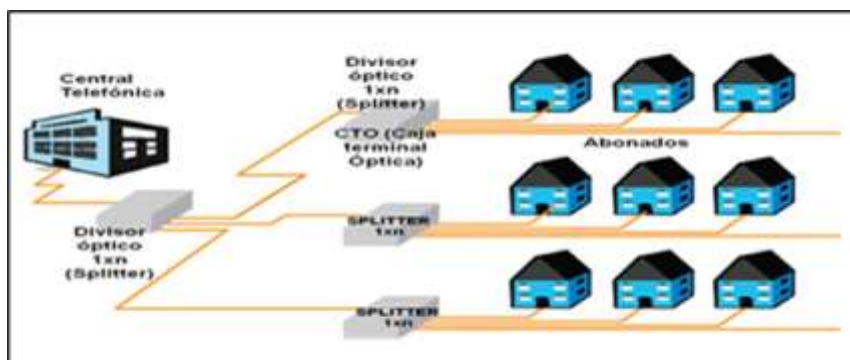 Central
Telefónica
Divisor
óptico
1xn
(Splitter)
CTO (Caja
terminal
Óptica)
Abonados
Divisor
óptico
1xn
(Splitter)
SPLITTER
1xn
SPLITTER
1xn